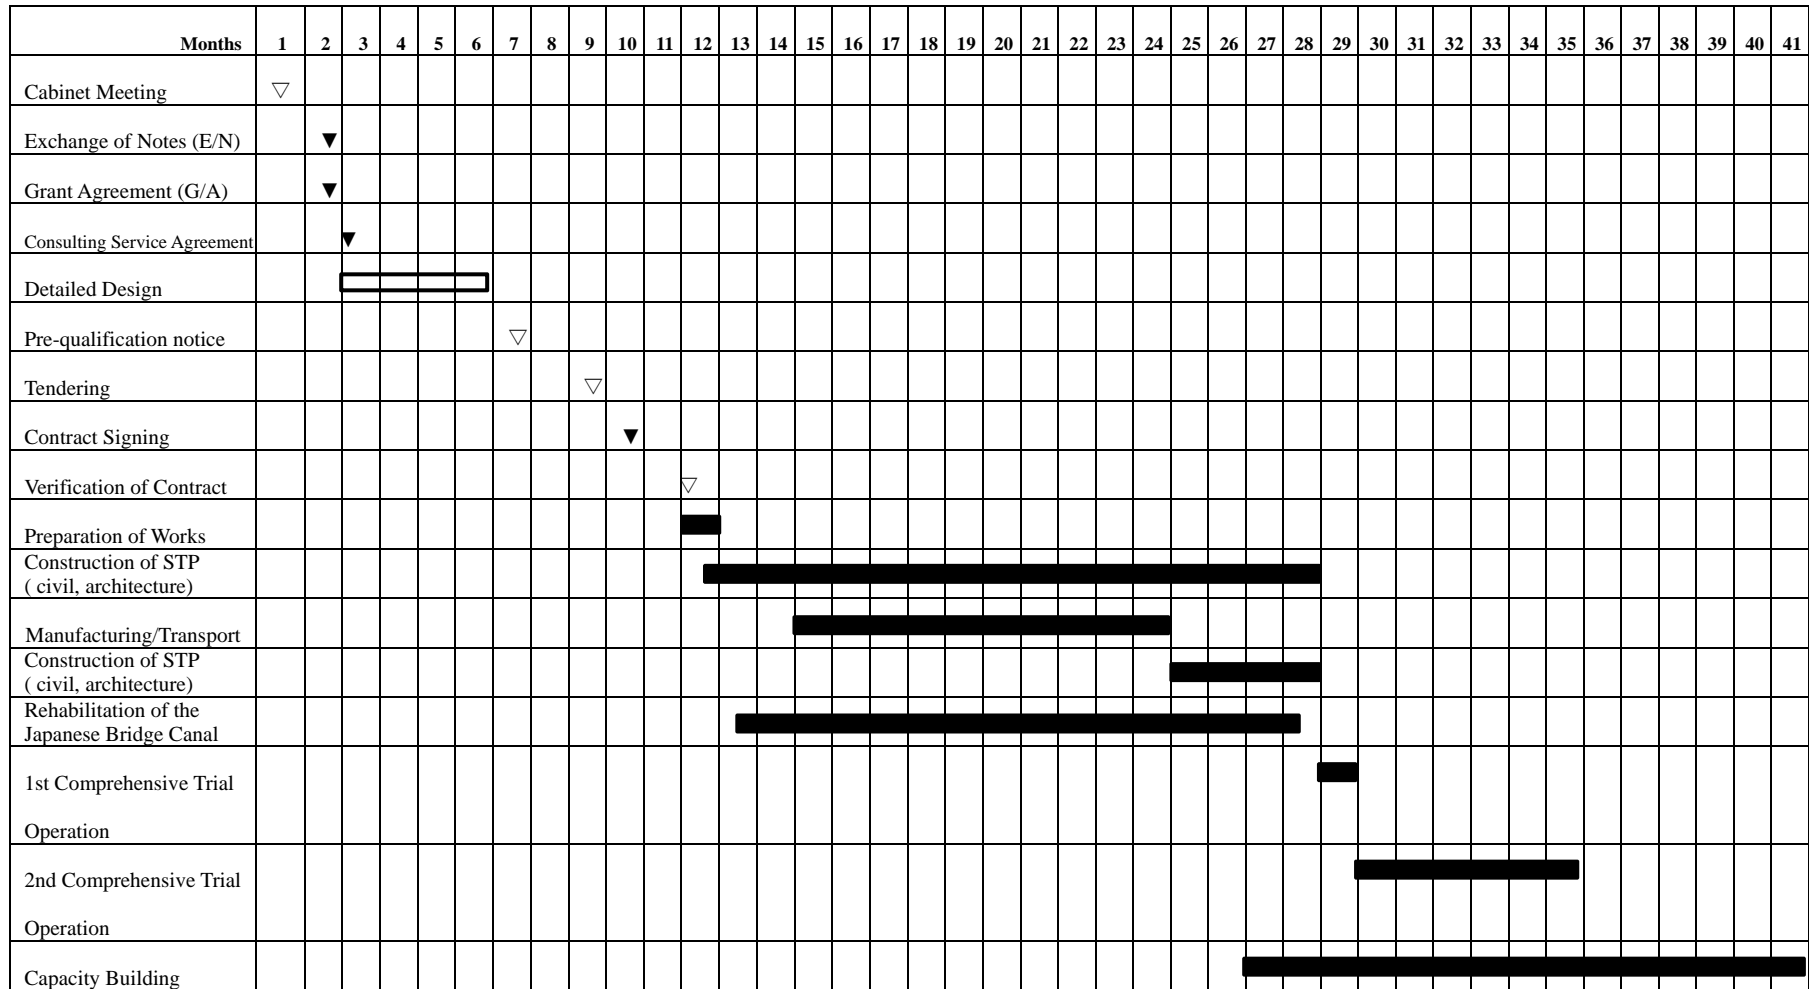 Months 1 2 3 4 5 6 7 8 9 10 11 12 13 14 15 16 17 18 19 20 21 22 23 24 25 26 27 28 29 30 31 32 33 34 35 36 37 38 39 40 41
Cabinet Meeting ▽
Exchange of Notes (E/N) ▼
Grant Agreement (G/A) ▼
Consulting Service Agreement ▼
Detailed Design
Pre-qualification notice ▽
Tendering ▽
Contract Signing ▼
Verification of Contract ▽
Preparation of Works
Construction of STP
( civil, architecture)
Manufacturing/Transport
Construction of STP
( civil, architecture)
Rehabilitation of the
Japanese Bridge Canal
1st Comprehensive Trial
Operation
2nd Comprehensive Trial
Operation
Capacity Building